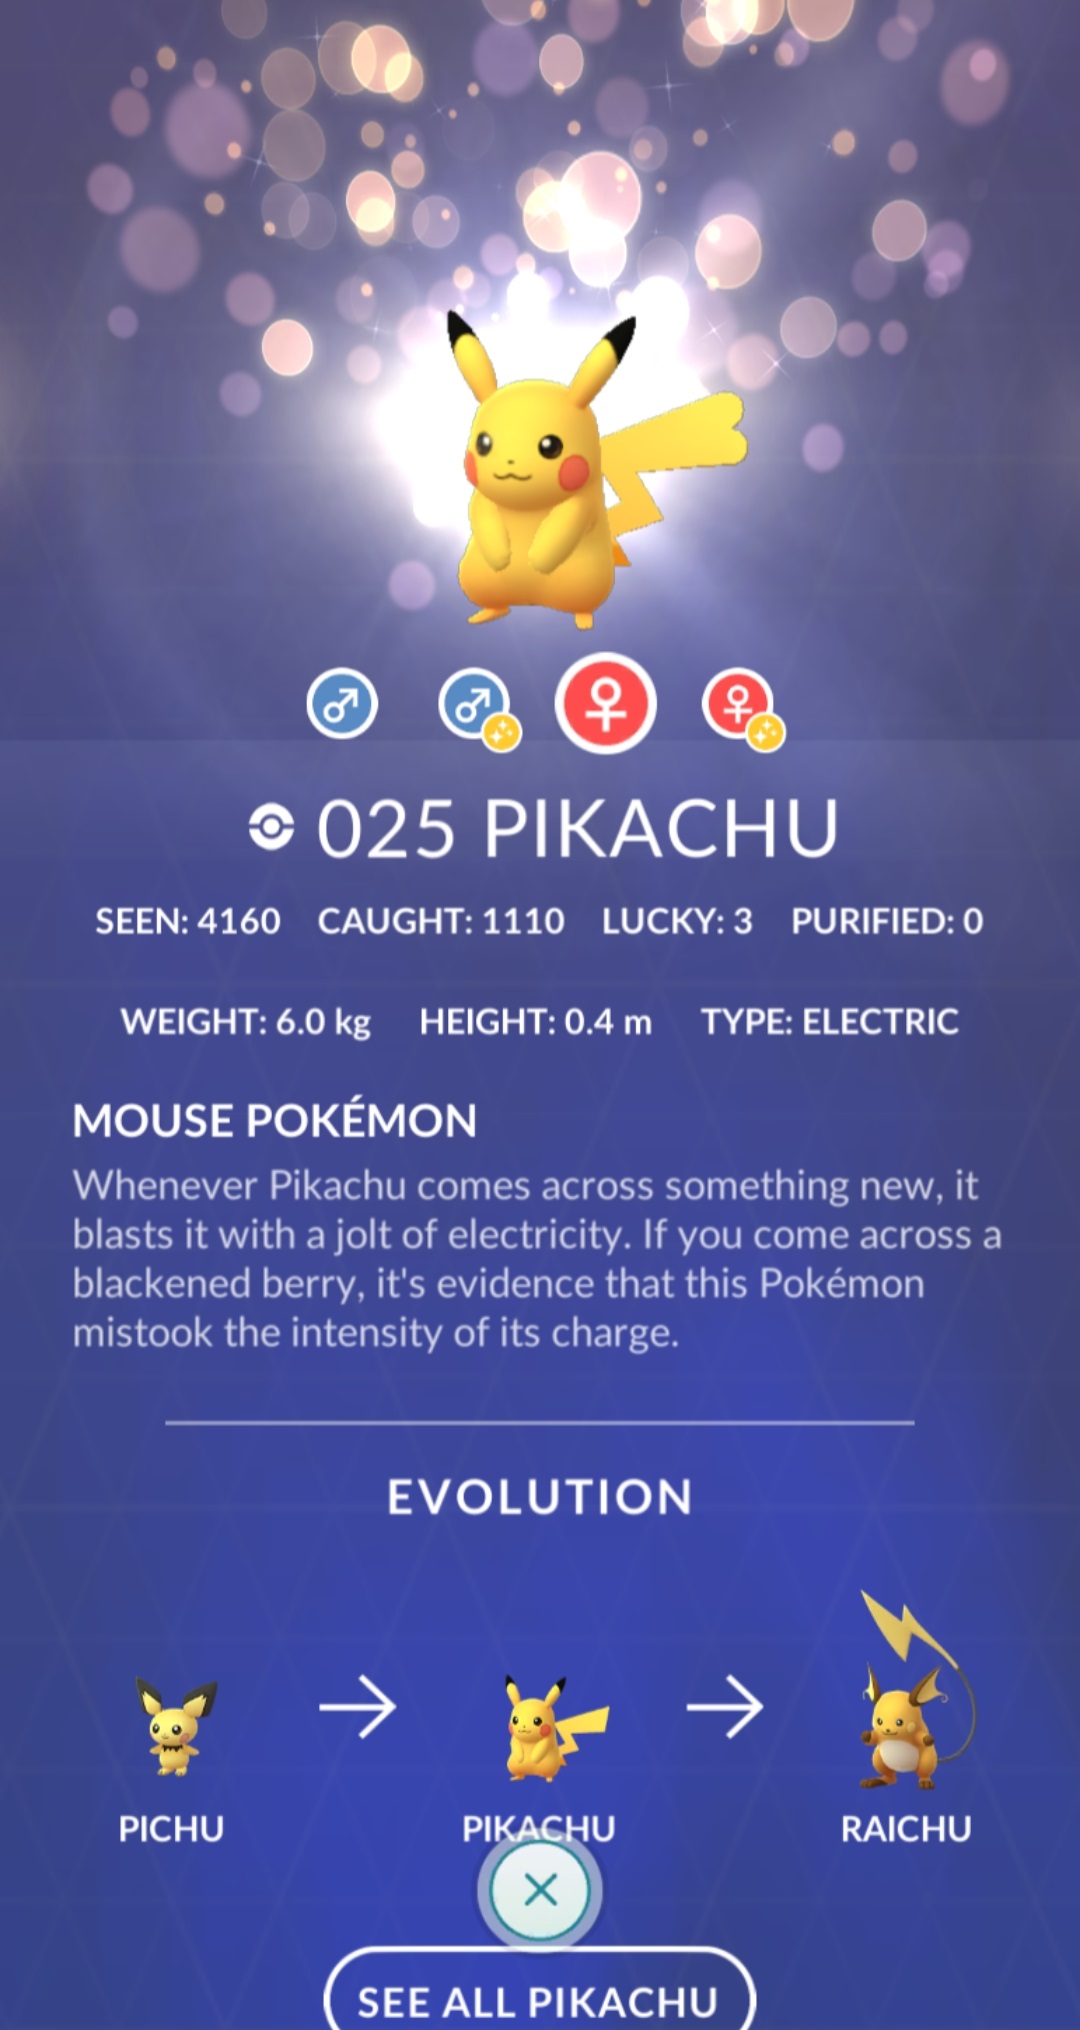 025 PIKACHU
SEEN: 4160 CAUGHT: 1110 LUCKY: 3 PURIFIED: 0
WEIGHT: 6.0 kg HEIGHT: 0.4 m TYPE: ELECTRIC
MOUSE POKÉMON
Whenever Pikachu comes across something new, it
blasts it with a jolt of electricity. If you come across a
blackened berry, it's evidence that this Pokémon
mistook the intensity of its charge.
EVOLUTION
PICHU PIKACHU RAICHU
SEE ALL PIKACHU